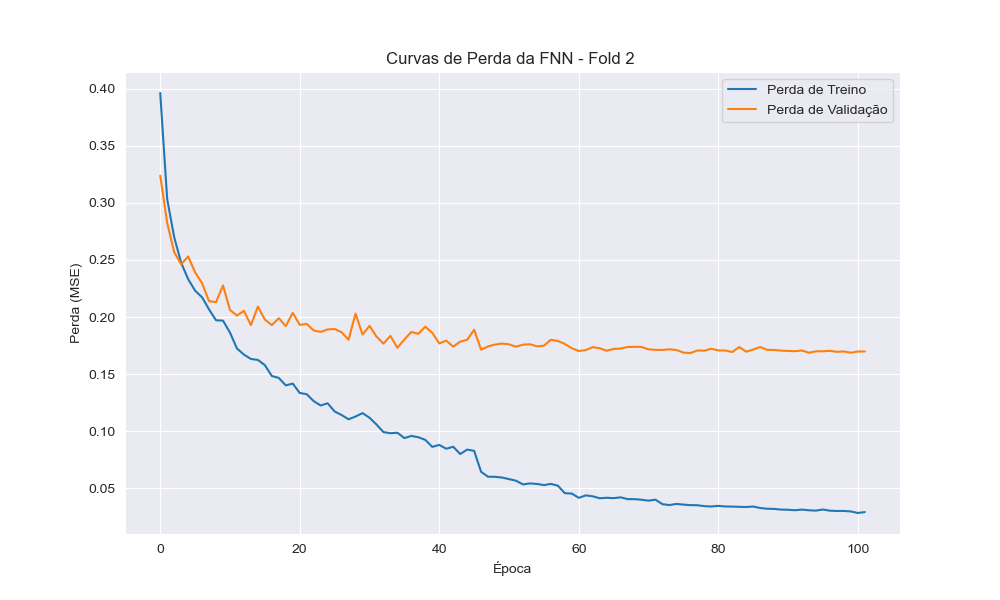 Curvas de Perda da FNN - Fold 2
Perda de Treino
Perda de Validação
Perda (MSE)
0.40
0.35
0.30
0.25
0.20
0.15
0.10
0.05
0 20 40 60 80 100
Época